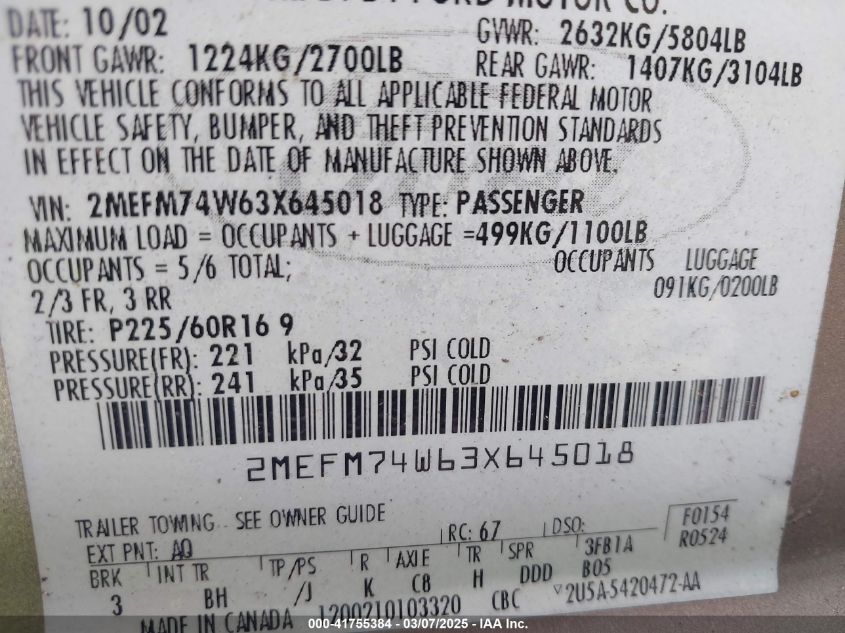 FORD MOTOR CO.
DATE: 10/02 GVWR: 2632KG/5804LB
FRONT GAWR: 1224KG/2700LB REAR GAWR: 1407KG/3104LB
THIS VEHICLE CONFORMS TO ALL APPLICABLE FEDERAL MOTOR
VEHICLE SAFETY, BUMPER, AND THEFT PREVENTION STANDARDS
IN EFFECT ON THE DATE OF MANUFACTURE SHOWN ABOVE.
VIN: 2MEFM74W63X645018 TYPE: PASSENGER
MAXIMUM LOAD = OCCUPANTS + LUGGAGE =499KG/1100LB
OCCUPANTS = 5/6 TOTAL; OCCUPANTS LUGGAGE
2/3 FR, 3 RR 091KG/0200LB
TIRE: P225/60R16 9
PRESSURE(FR): 221 kPa/32 PSI COLD
PRESSURE(RR): 241 kPa/35 PSI COLD
2MEFM74W63X645018
TRAILER TOWING - SEE OWNER GUIDE
EXT PNT: AQ RC: 67 DSO: F0154
R0524
BRK INT TR TP/PS R AXIE TR SPR 3FB1A
3 BH /J K C8 H DDD B05
MADE IN CANADA 1200210103320 CBC V2U5A-5420472-AA
000-41755384 - 03/07/2025 - IAA Inc.